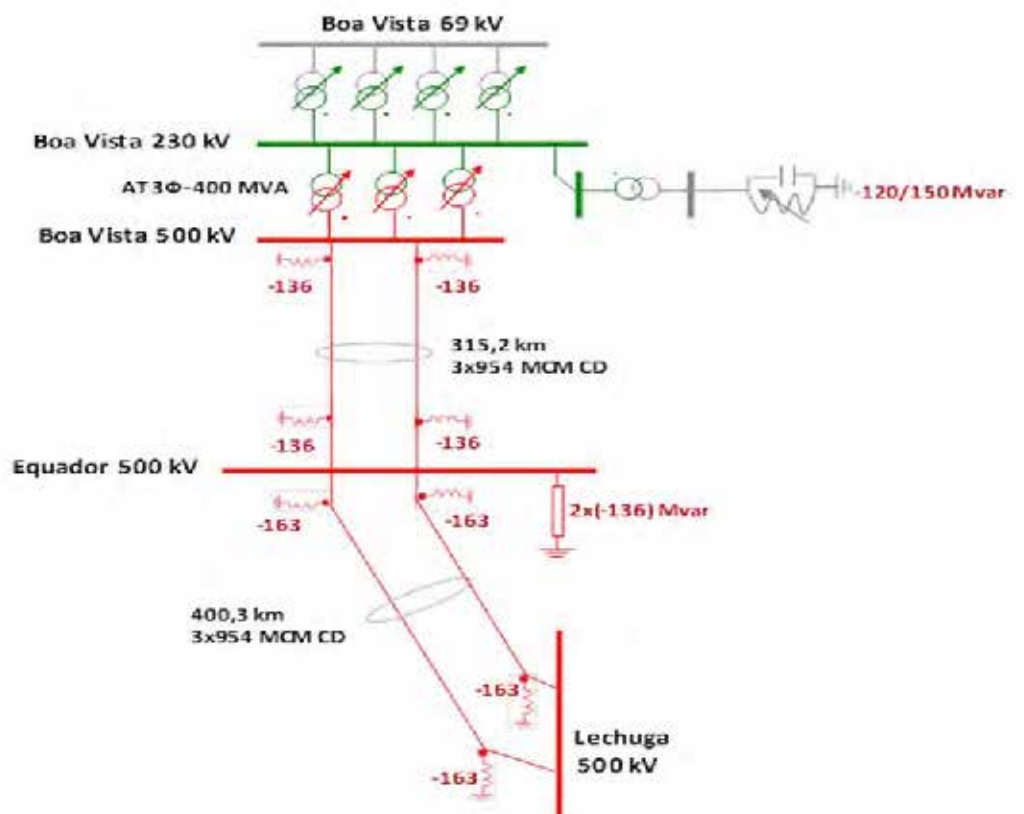 Boa Vista 69 kV
Boa Vista 230 kV
AT3Φ-400 MVA
-120/150 Mvar
Boa Vista 500 kV
-136
-136
315,2 km
3x954 MCM CD
-136
-136
Equador 500 kV
-163
-163
2x(-136) Mvar
400,3 km
3x954 MCM CD
-163
Lechuga
500 kV
-163